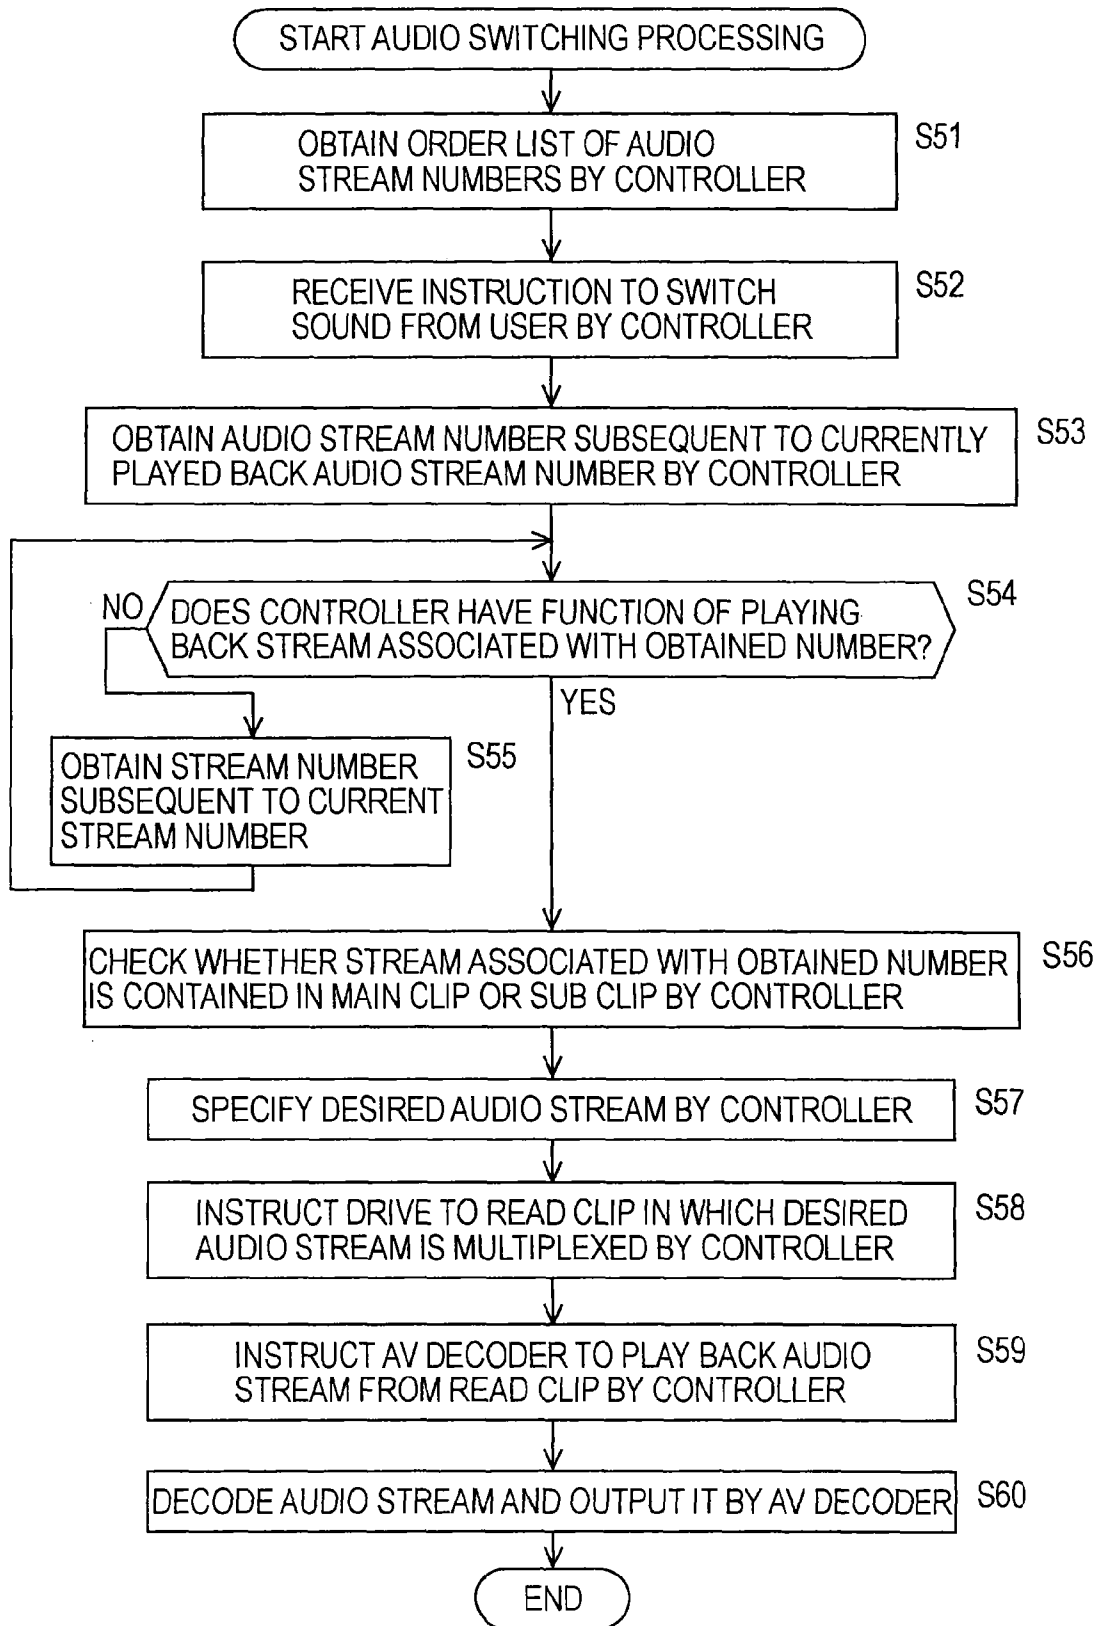 START AUDIO SWITCHING PROCESSING
OBTAIN ORDER LIST OF AUDIO
STREAM NUMBERS BY CONTROLLER
S51
RECEIVE INSTRUCTION TO SWITCH
SOUND FROM USER BY CONTROLLER
S52
OBTAIN AUDIO STREAM NUMBER SUBSEQUENT TO CURRENTLY
PLAYED BACK AUDIO STREAM NUMBER BY CONTROLLER
S53
DOES CONTROLLER HAVE FUNCTION OF PLAYING
BACK STREAM ASSOCIATED WITH OBTAINED NUMBER?
S54
NO
YES
OBTAIN STREAM NUMBER
SUBSEQUENT TO CURRENT
STREAM NUMBER
S55
CHECK WHETHER STREAM ASSOCIATED WITH OBTAINED NUMBER
IS CONTAINED IN MAIN CLIP OR SUB CLIP BY CONTROLLER
S56
SPECIFY DESIRED AUDIO STREAM BY CONTROLLER
S57
INSTRUCT DRIVE TO READ CLIP IN WHICH DESIRED
AUDIO STREAM IS MULTIPLEXED BY CONTROLLER
S58
INSTRUCT AV DECODER TO PLAY BACK AUDIO
STREAM FROM READ CLIP BY CONTROLLER
S59
DECODE AUDIO STREAM AND OUTPUT IT BY AV DECODER
S60
END